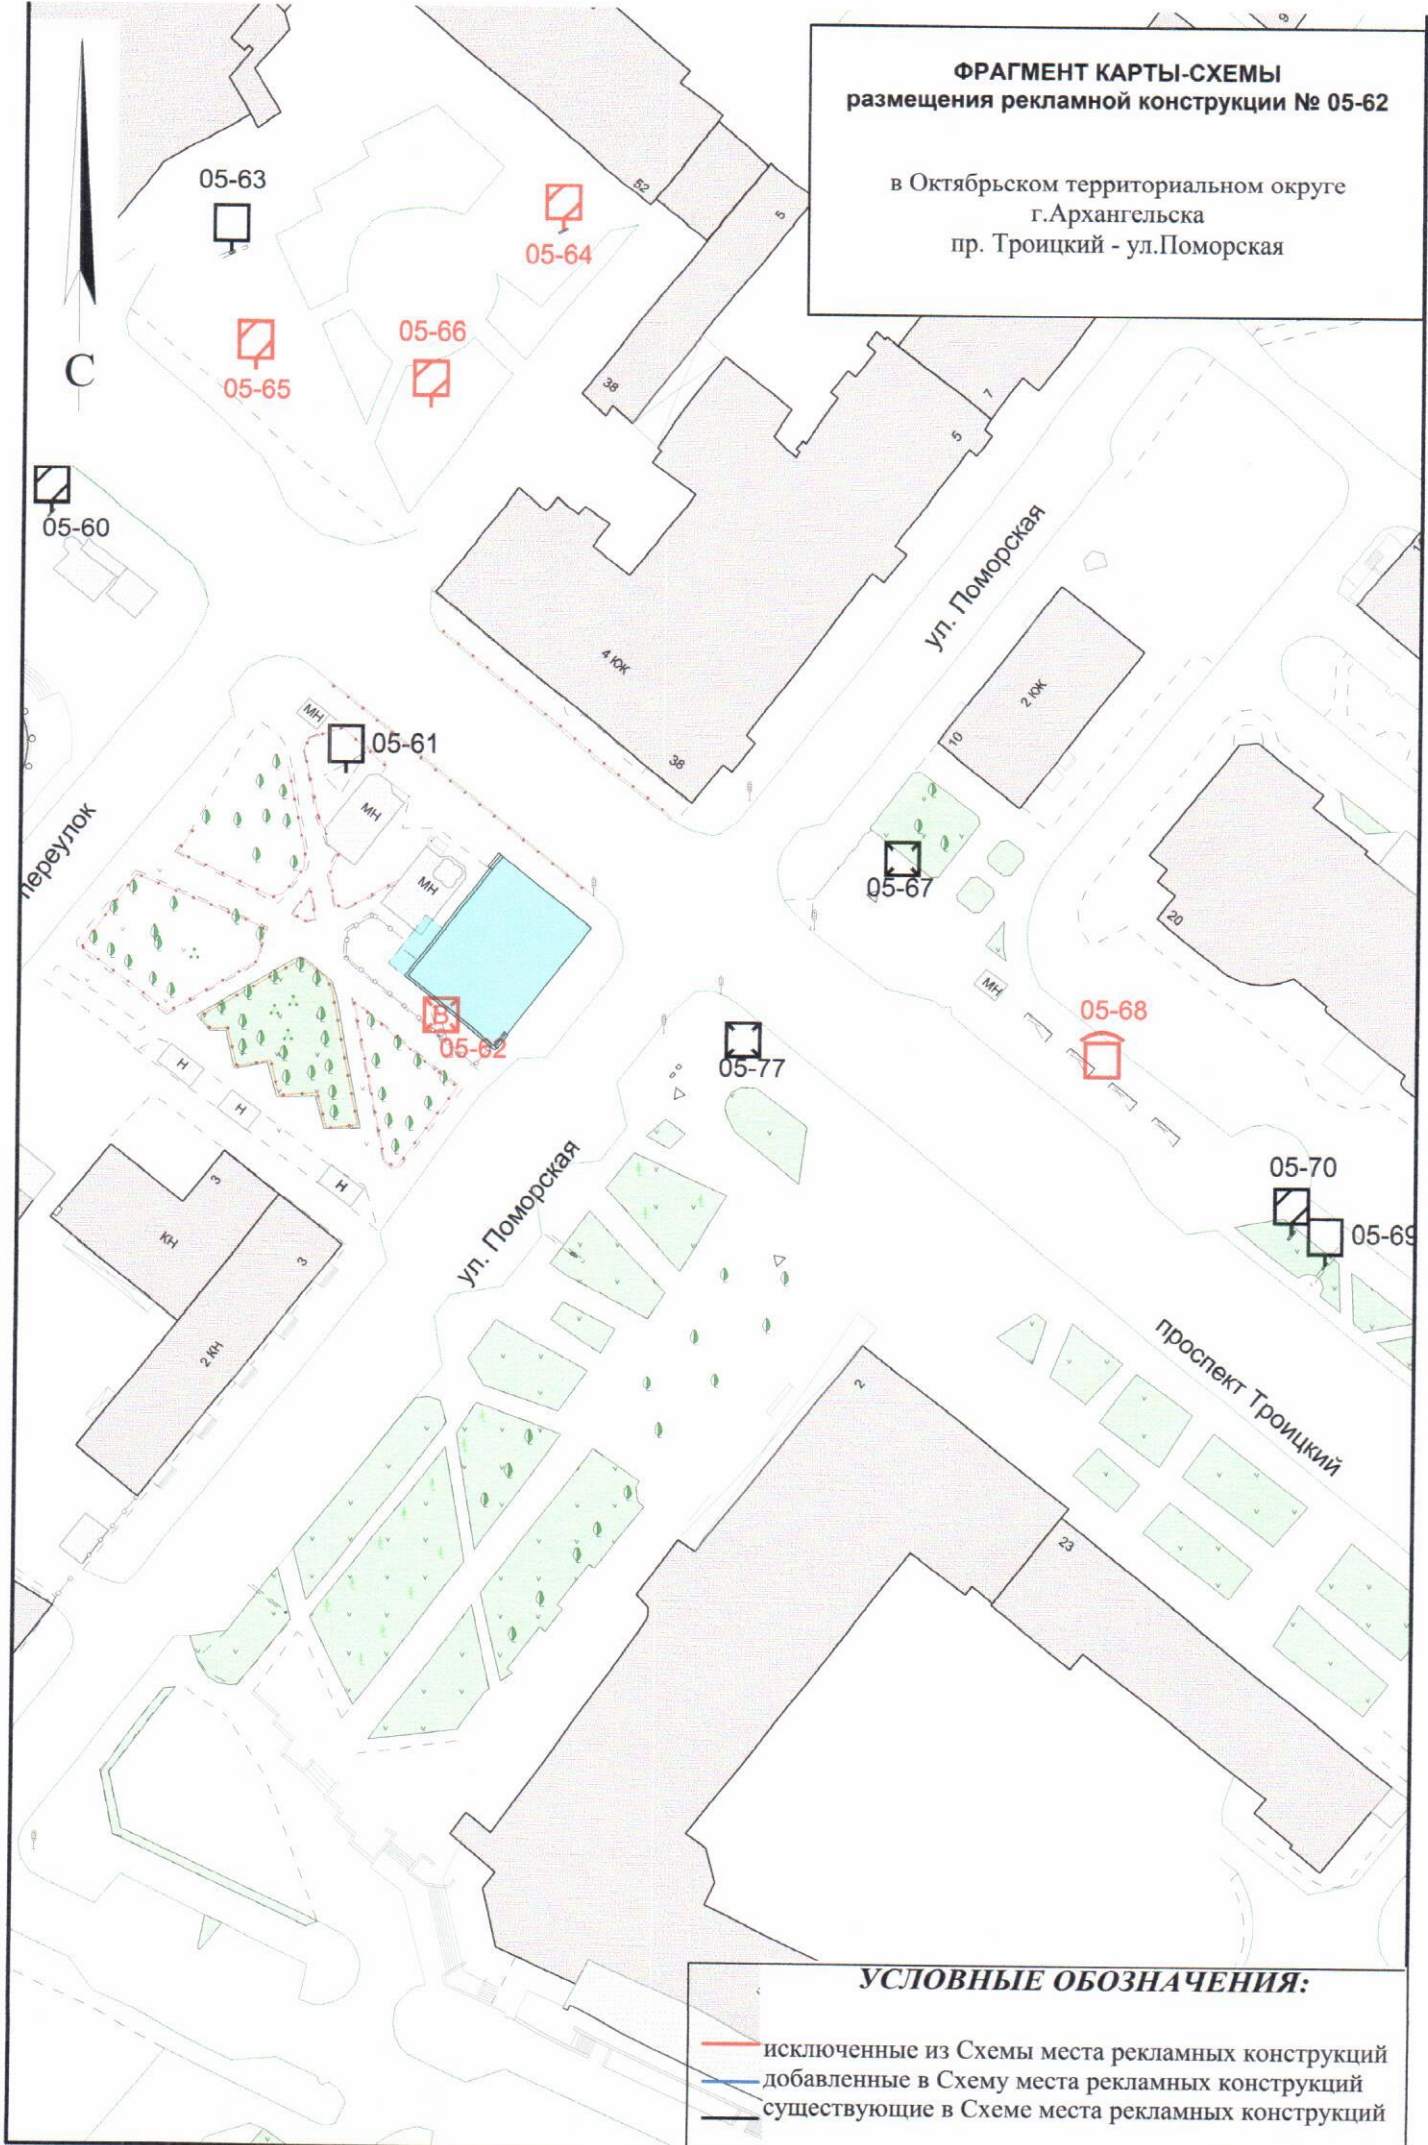 ФРАГМЕНТ КАРТЫ-СХЕМЫ
размещения рекламной конструкции № 05-62
в Октябрьском территориальном округе
г.Архангельска
пр. Троицкий - ул.Поморская
9
05-63
52
5
05-64
05-66
С
05-65
38
7
5
05-60
ул. Поморская
4 ЮЖ
2 ЮЖ
МН
05-61
10
38
МН
переулок
МН
05-67
20
МН
В
05-62
05-68
05-77
Н
Н
Н
05-70
3
ул. Поморская
05-69
КН
3
2 КН
проспект Троицкий
2
23
УСЛОВНЫЕ ОБОЗНАЧЕНИЯ:
исключенные из Схемы места рекламных конструкций
добавленные в Схему места рекламных конструкций
существующие в Схеме места рекламных конструкций